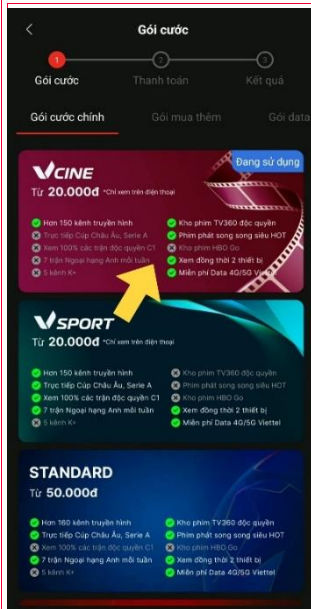 Gói cước
1
2
3
Gói cước
Thanh toán
Kết quả
Gói cước chính
Gói mua thêm
Gói data
Đang sử dụng
VCINE
Từ 20.000đ *Chỉ xem trên điện thoại
Hơn 150 kênh truyền hình
Trực tiếp Cúp Châu Âu, Serie A
Xem 100% các trận độc quyền C1
7 trận Ngoại hạng Anh mỗi tuần
5 kênh K+
Kho phim TV360 độc quyền
Phim phát song song siêu HOT
Kho phim HBO Go
Xem đồng thời 2 thiết bị
Miễn phí Data 4G/5G Viettel
VSPORT
Từ 20.000đ *Chỉ xem trên điện thoại
Hơn 150 kênh truyền hình
Trực tiếp Cúp Châu Âu, Serie A
Xem 100% các trận độc quyền C1
7 trận Ngoại hạng Anh mỗi tuần
5 kênh K+
Kho phim TV360 độc quyền
Phim phát song song siêu HOT
Kho phim HBO Go
Xem đồng thời 2 thiết bị
Miễn phí Data 4G/5G Viettel
STANDARD
Từ 50.000đ
Hơn 160 kênh truyền hình
Trực tiếp Cúp Châu Âu, Serie A
Xem 100% các trận độc quyền C1
7 trận Ngoại hạng Anh mỗi tuần
5 kênh K+
Kho phim TV360 độc quyền
Phim phát song song siêu HOT
Kho phim HBO Go
Xem đồng thời 2 thiết bị
Miễn phí Data 4G/5G Viettel